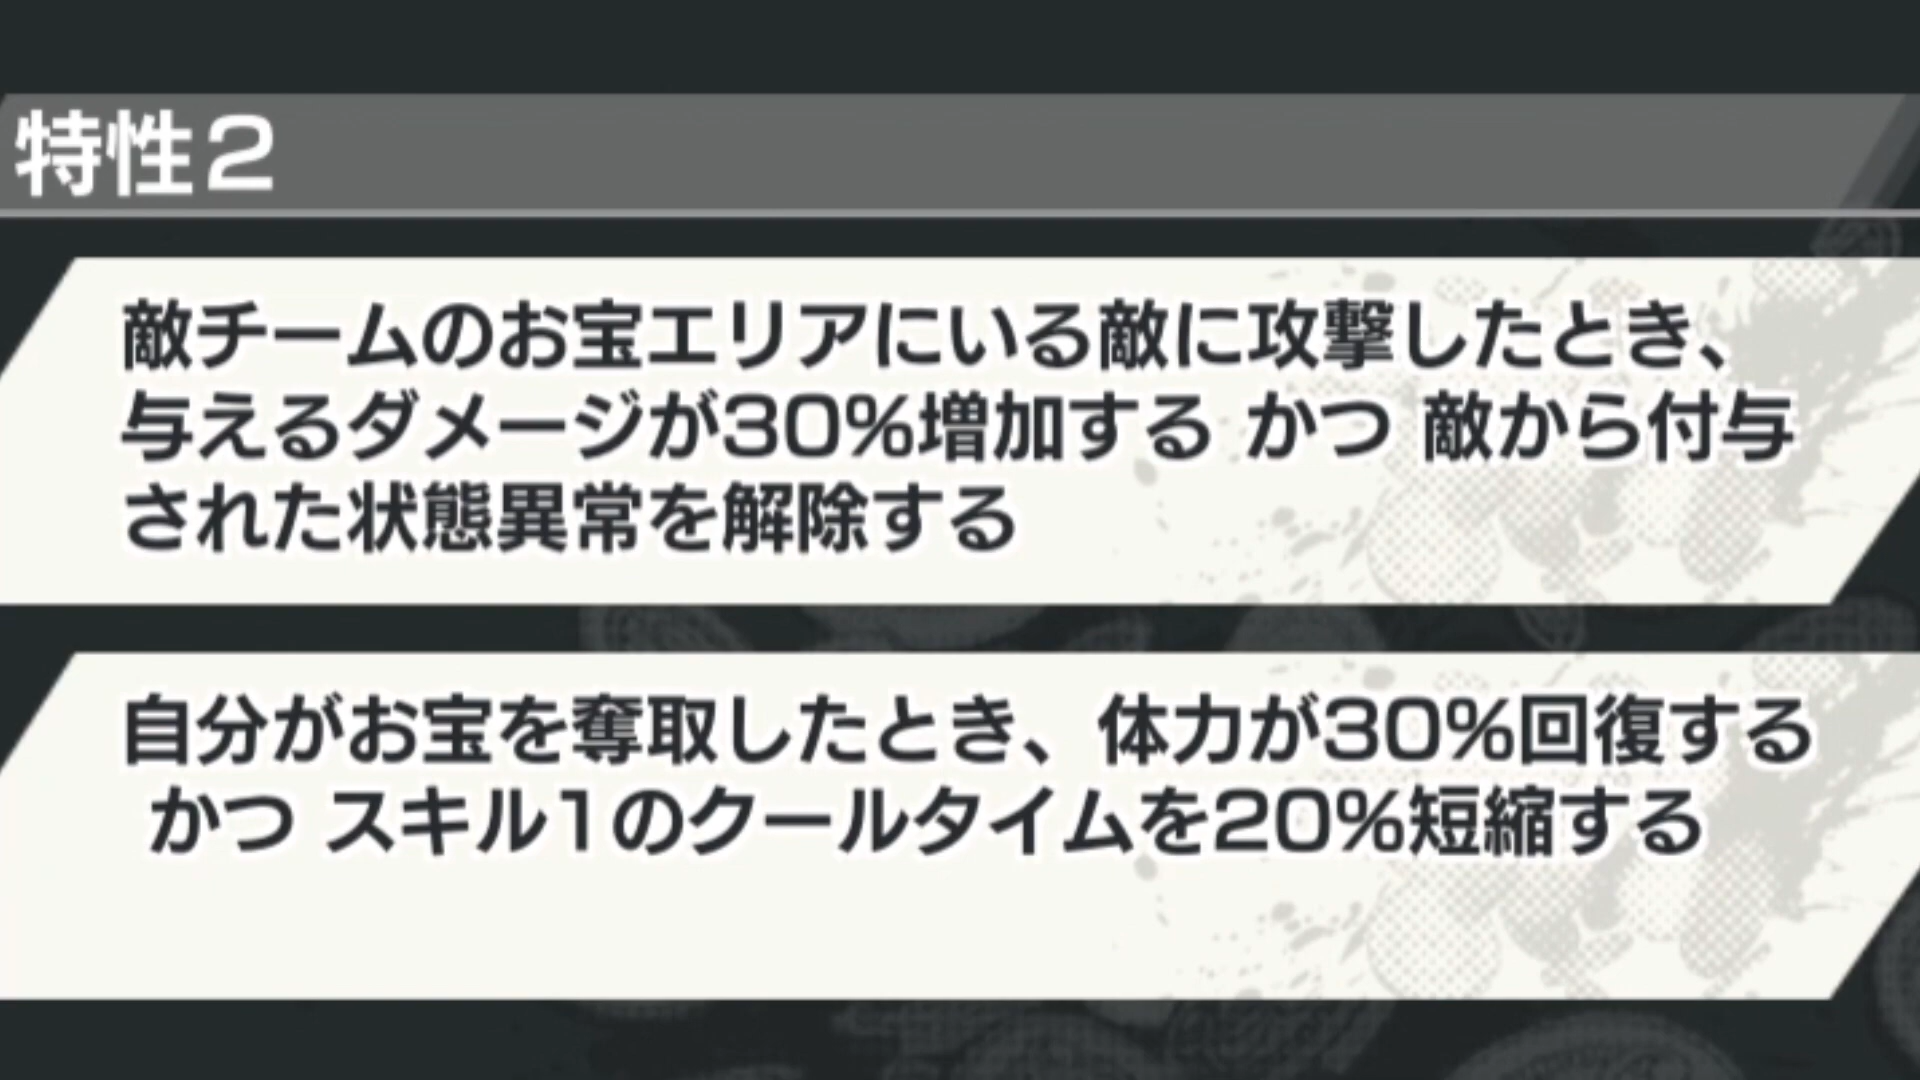 特性2
敵チームのお宝エリアにいる敵に攻撃したとき、
与えるダメージが30%増加する かつ 敵から付与
された状態異常を解除する
自分がお宝を奪取したとき、体力が30%回復する
かつ スキル1のクールタイムを20%短縮する